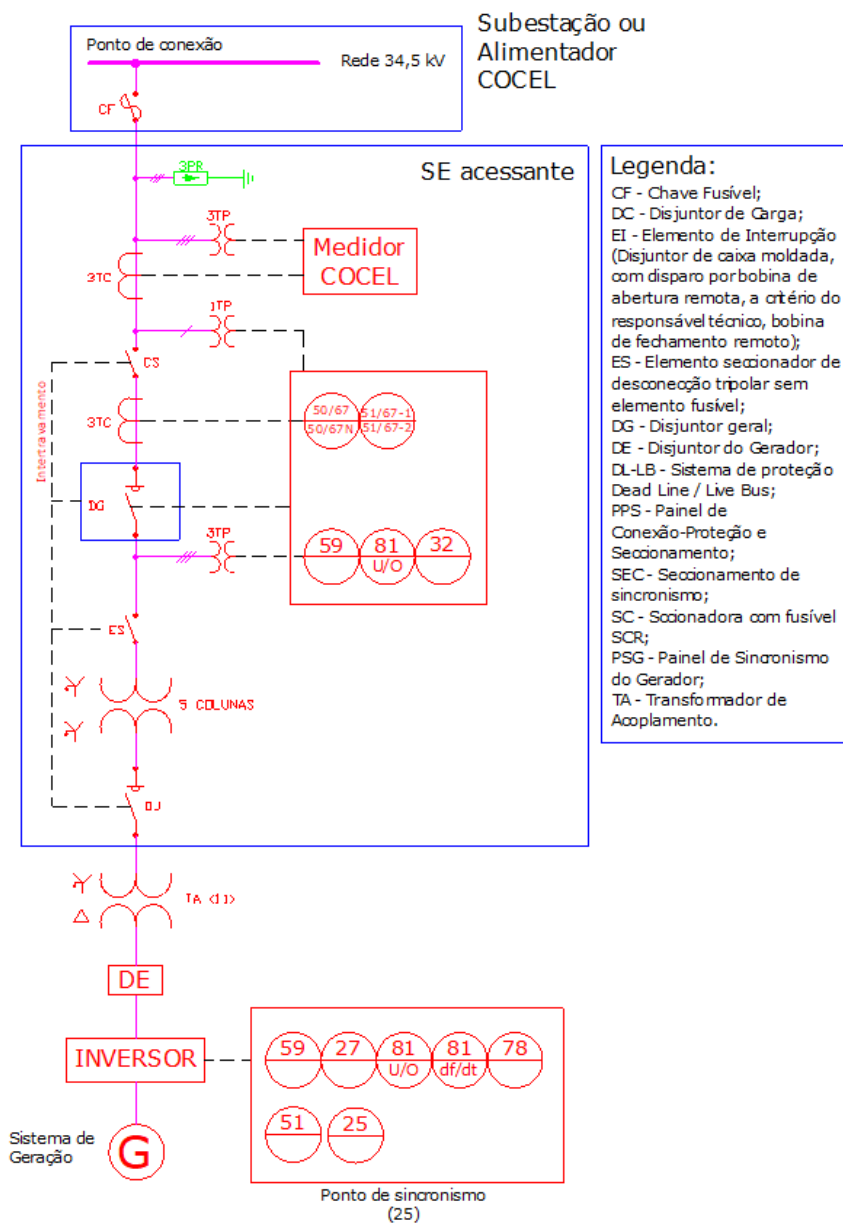 Subestação ou
Alimentador
COCEL
Ponto de conexão
Rede 34,5 kV
CF
SE acessante
3PR
3TP
Medidor
COCEL
3TC
1TP
CS
Intertravamento
3TC
50/67
50/67N
51/67-1
51/67-2
DG
3TP
59
81
U/O
32
ES
5 COLUNAS
DJ
TA (11)
DE
INVERSOR
59
27
81
U/O
81
df/dt
78
51
25
Sistema de
Geração
G
Ponto de sincronismo
(25)
Legenda:
CF - Chave Fusível;
DC - Disjuntor de Carga;
EI - Elemento de Interrupção
(Disjuntor de caixa moldada,
com disparo por bobina de
abertura remota, a critério do
responsável técnico, bobina
de fechamento remoto);
ES - Elemento seccionador de
desconecção tripolar sem
elemento fusível;
DG - Disjuntor geral;
DE - Disjuntor do Gerador;
DL-LB - Sistema de proteção
Dead Line / Live Bus;
PPS - Painel de
Conexão-Proteção e
Seccionamento;
SEC - Seccionamento de
sincronismo;
SC - Sccionadora com fusível
SCR;
PSG - Painel de Sincronismo
do Gerador;
TA - Transformador de
Acoplamento.